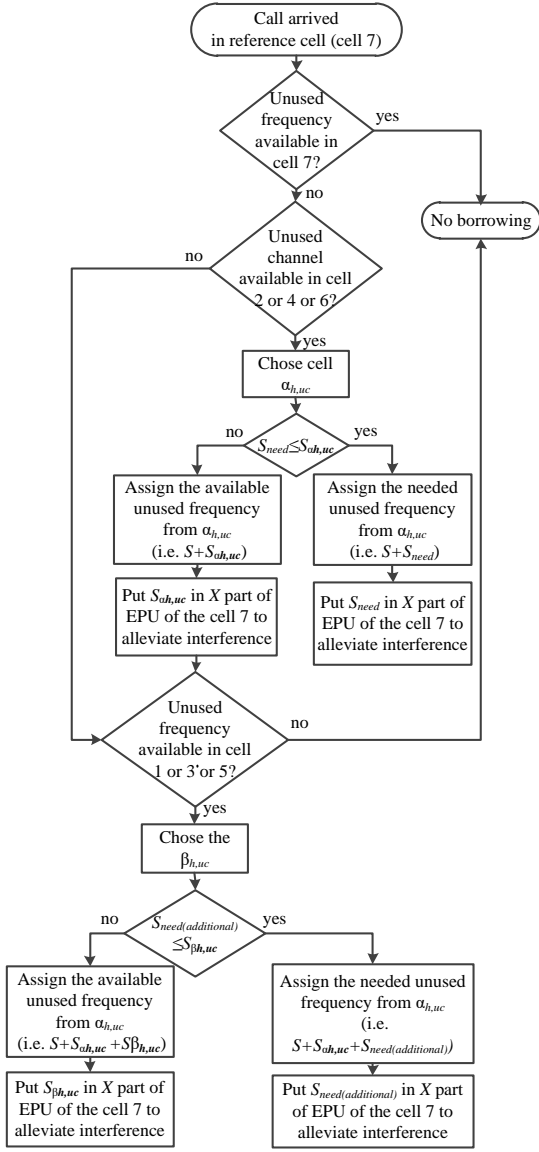 Call arrived
in reference cell (cell 7)
Unused
frequency
available in
cell 7?
yes
no
No borrowing
Unused
channel
available in cell
2 or 4 or 6?
no
yes
Chose cell
αh,uc
Sneed≤Sαh,uc
no
yes
Assign the available
unused frequency
from αh,uc
(i.e. S+Sαh,uc)
Assign the needed
unused frequency
from αh,uc
(i.e. S+Sneed)
Put Sαh,uc in X part of
EPU of the cell 7 to
alleviate interference
Put Sneed in X part of
EPU of the cell 7 to
alleviate interference
Unused
frequency
available in cell
1 or 3 or 5?
no
yes
Chose the
βh,uc
Sneed(additional)
≤Sβh,uc
no
yes
Assign the available
unused frequency
from αh,uc
(i.e. S+Sαh,uc +Sβh,uc)
Assign the needed unused
frequency from αh,uc
(i.e.
S+Sαh,uc+Sneed(additional))
Put Sβh,uc in X part of
EPU of the cell 7 to
alleviate interference
Put Sneed(additional) in X part
of EPU of the cell 7 to
alleviate interference